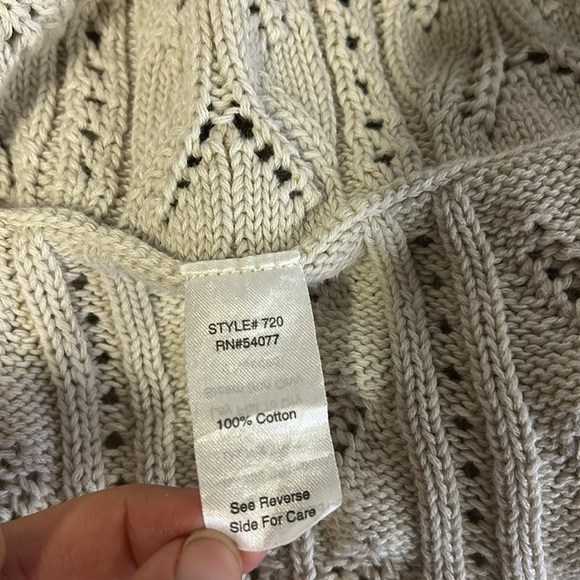 STYLE# 720
RN#54077
100% Cotton
See Reverse
Side For Care